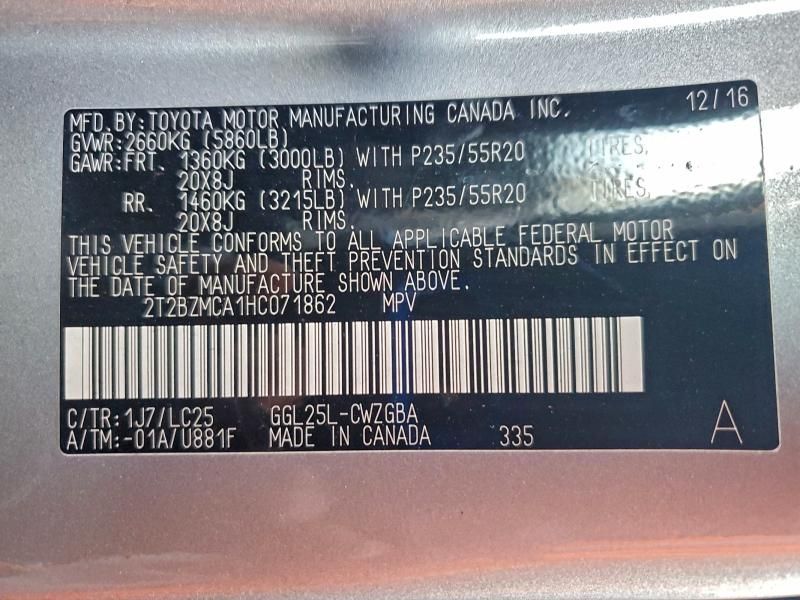 MFD. BY: TOYOTA MOTOR MANUFACTURING CANADA INC. 12/16
GVWR: 2660KG (5860LB)
GAWR: FRT. 1360KG (3000LB) WITH P235/55R20 TIRES,
20X8J RIMS.
RR. 1460KG (3215LB) WITH P235/55R20 TIRES,
20X8J RIMS.
THIS VEHICLE CONFORMS TO ALL APPLICABLE FEDERAL MOTOR
VEHICLE SAFETY AND THEFT PREVENTION STANDARDS IN EFFECT ON
THE DATE OF MANUFACTURE SHOWN ABOVE.
2T2BZMCA1HC071862 MPV
C/TR: 1J7/LC25 GGL25L-CWZGBA
A/TM: -01A/U881F MADE IN CANADA 335 A